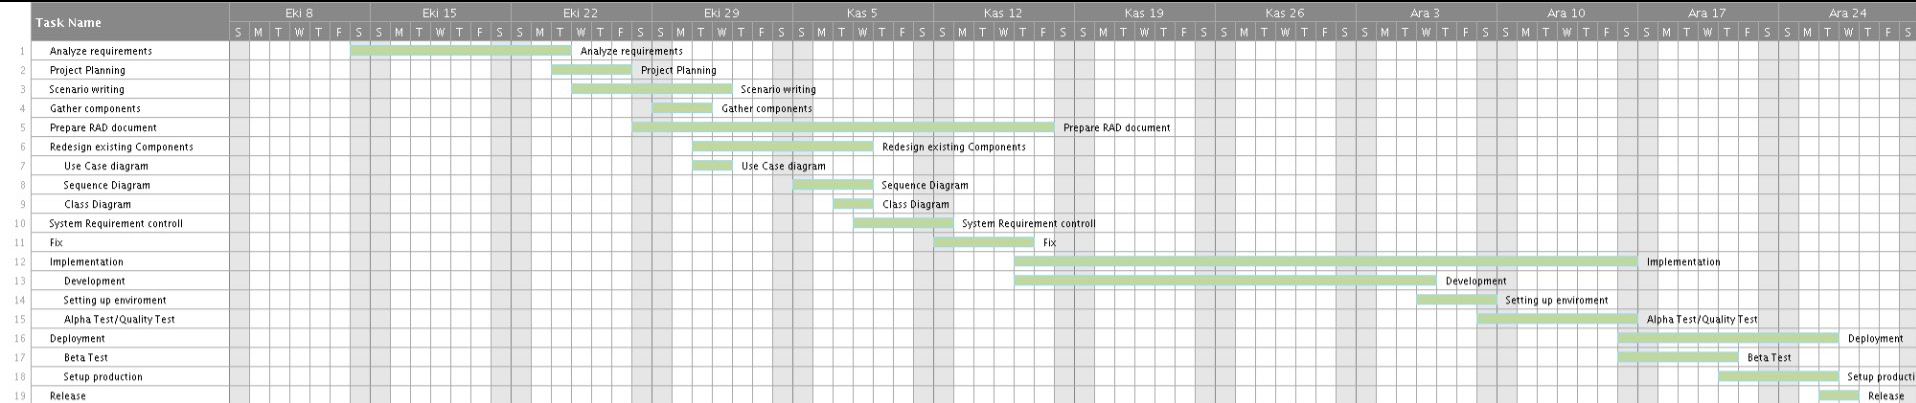 Task Name Eki 8 Eki 15 Eki 22 Eki 29 Kas 5 Kas 12 Kas 19 Kas 26 Ara 3 Ara 10 Ara 17 Ara 24
S M T W T F S S M T W T F S S M T W T F S S M T W T F S S M T W T F S S M T W T F S S M T W T F S S M T W T F S S M T W T F S S M T W T F S S M T W T F S S M T W T F S
1 Analyze requirements Analyze requirements
2 Project Planning Project Planning
3 Scenario writing Scenario writing
4 Gather components Gather components
5 Prepare RAD document Prepare RAD document
6 Redesign existing Components Redesign existing Components
7 Use Case diagram Use Case diagram
8 Sequence Diagram Sequence Diagram
9 Class Diagram Class Diagram
10 System Requirement controll System Requirement controll
11 Fix Fix
12 Implementation Implementation
13 Development Development
14 Setting up enviroment Setting up enviroment
15 Alpha Test/Quality Test Alpha Test/Quality Test
16 Deployment Deployment
17 Beta Test Beta Test
18 Setup production Setup producti
19 Release Release